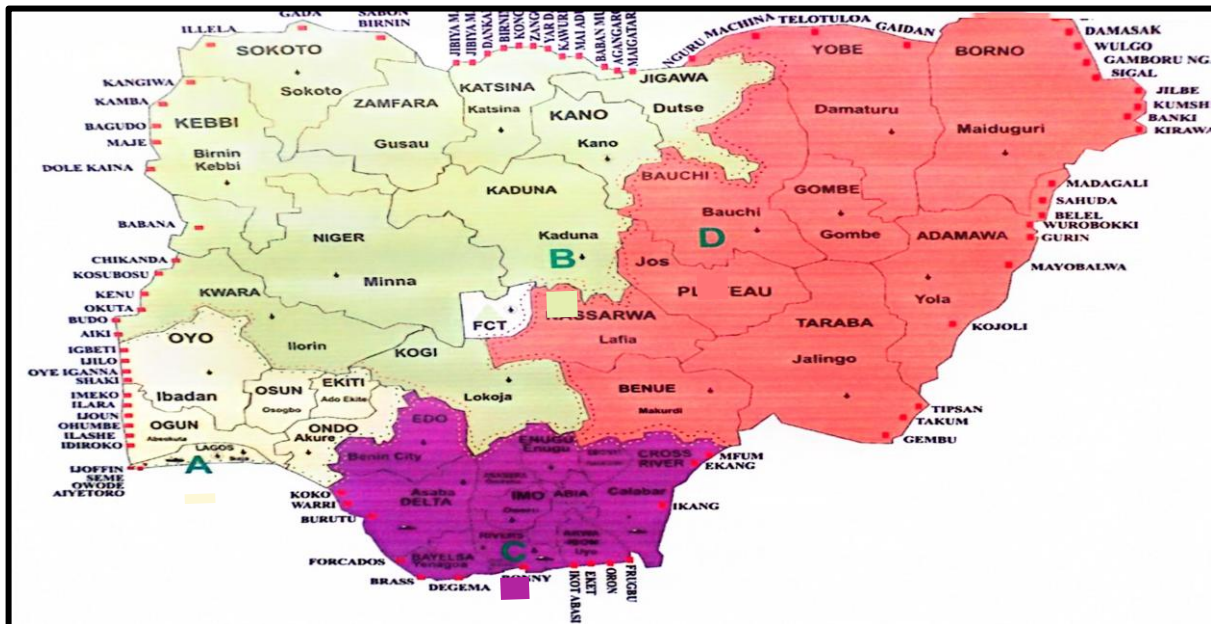 GADA
SABON
BIRNIN
ILLELA
SOKOTO
Sokoto
KANGIWA
KAMBA
BAGUDO
MAJE
DOLE KAINA
KEBBI
Birnin
Kebbi
ZAMFARA
Gusau
KATSINA
Katsina
KANO
Kano
JIGAWA
Dutse
NGURU
MACHINA
TELOTULOA
GAIDAN
YOBE
Damaturu
BORNO
Maiduguri
DAMASAK
WULGO
GAMBORU NG
SIGAL
JILBE
KUMSHI
BANKI
KIRAWA
MADAGALI
SAHUDA
BELEL
WUROBOKKI
GURIN
MAYOBALWA
KOJOLI
TIPSAN
TAKUM
GEMBU
BABANA
CHIKANDA
KOSUBOSU
KENU
OKUTA
BUDO
AIKI
IGBETI
IJILO
OYE IGANNA
SHAKI
IMEKO
ILARA
IJOUN
OHUMBE
ILASHE
IDIROKO
IJOFFIN
SEME
OWODE
AIYETORO
NIGER
Minna
KADUNA
Kaduna
B
BAUCHI
Bauchi
D
GOMBE
Gombe
ADAMAWA
Yola
Jos
TARABA
Jalingo
KWARA
Ilorin
FCT
KOGI
Lokoja
Lafia
BENUE
Makurdi
OYO
Ibadan
OSUN
Osogbo
EKITI
Ado Ekite
ONDO
Akure
OGUN
Abeokuta
LAGOS
Ikeja
A
EDO
Benin City
Asaba
DELTA
ENUGU
Enugu
IMO
ABIA
CROSS
RIVER
Calabar
RIVERS
BAYELSA
Yenagoa
Uyo
C
MFUM
EKANG
IKANG
KOKO
WARRI
BURUTU
FORCADOS
BRASS
DEGEMA
BONNY
IKOT ABASI
EKET
ORON